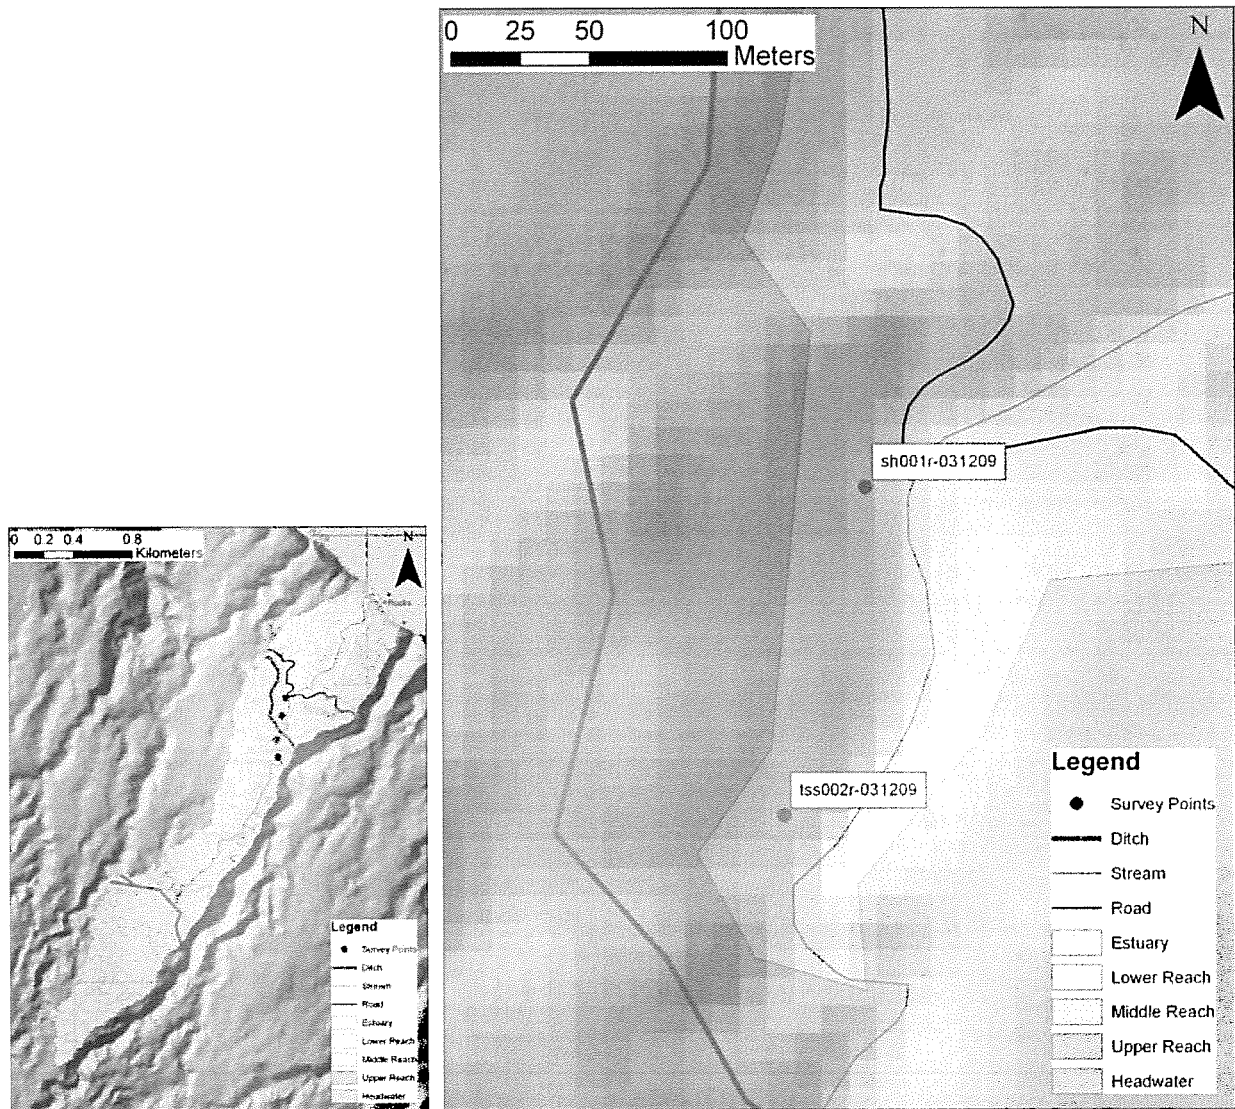 0 25 50 100
Meters
N
sh001r-031209
tss002r-031209
Legend
Survey Points
Ditch
Stream
Road
Estuary
Lower Reach
Middle Reach
Upper Reach
Headwater
0 0.2 0.4 0.8
Kilometers
N
Legend
Survey Points
Ditch
Stream
Road
Estuary
Lower Reach
Middle Reach
Upper Reach
Headwater